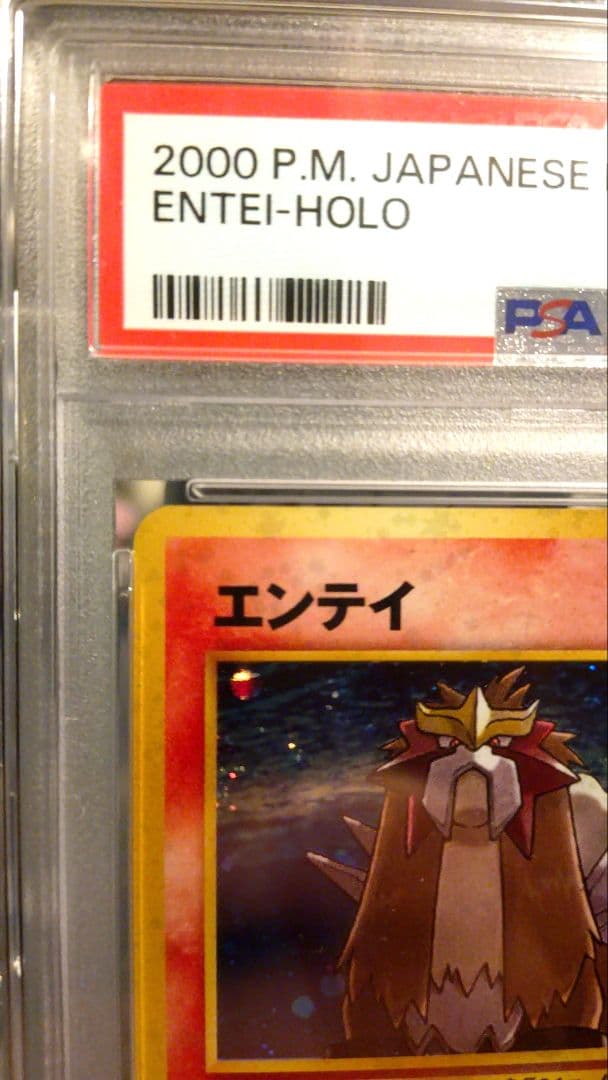 2000 P.M. JAPANESE
ENTEI-HOLO
PSA
エンテイ